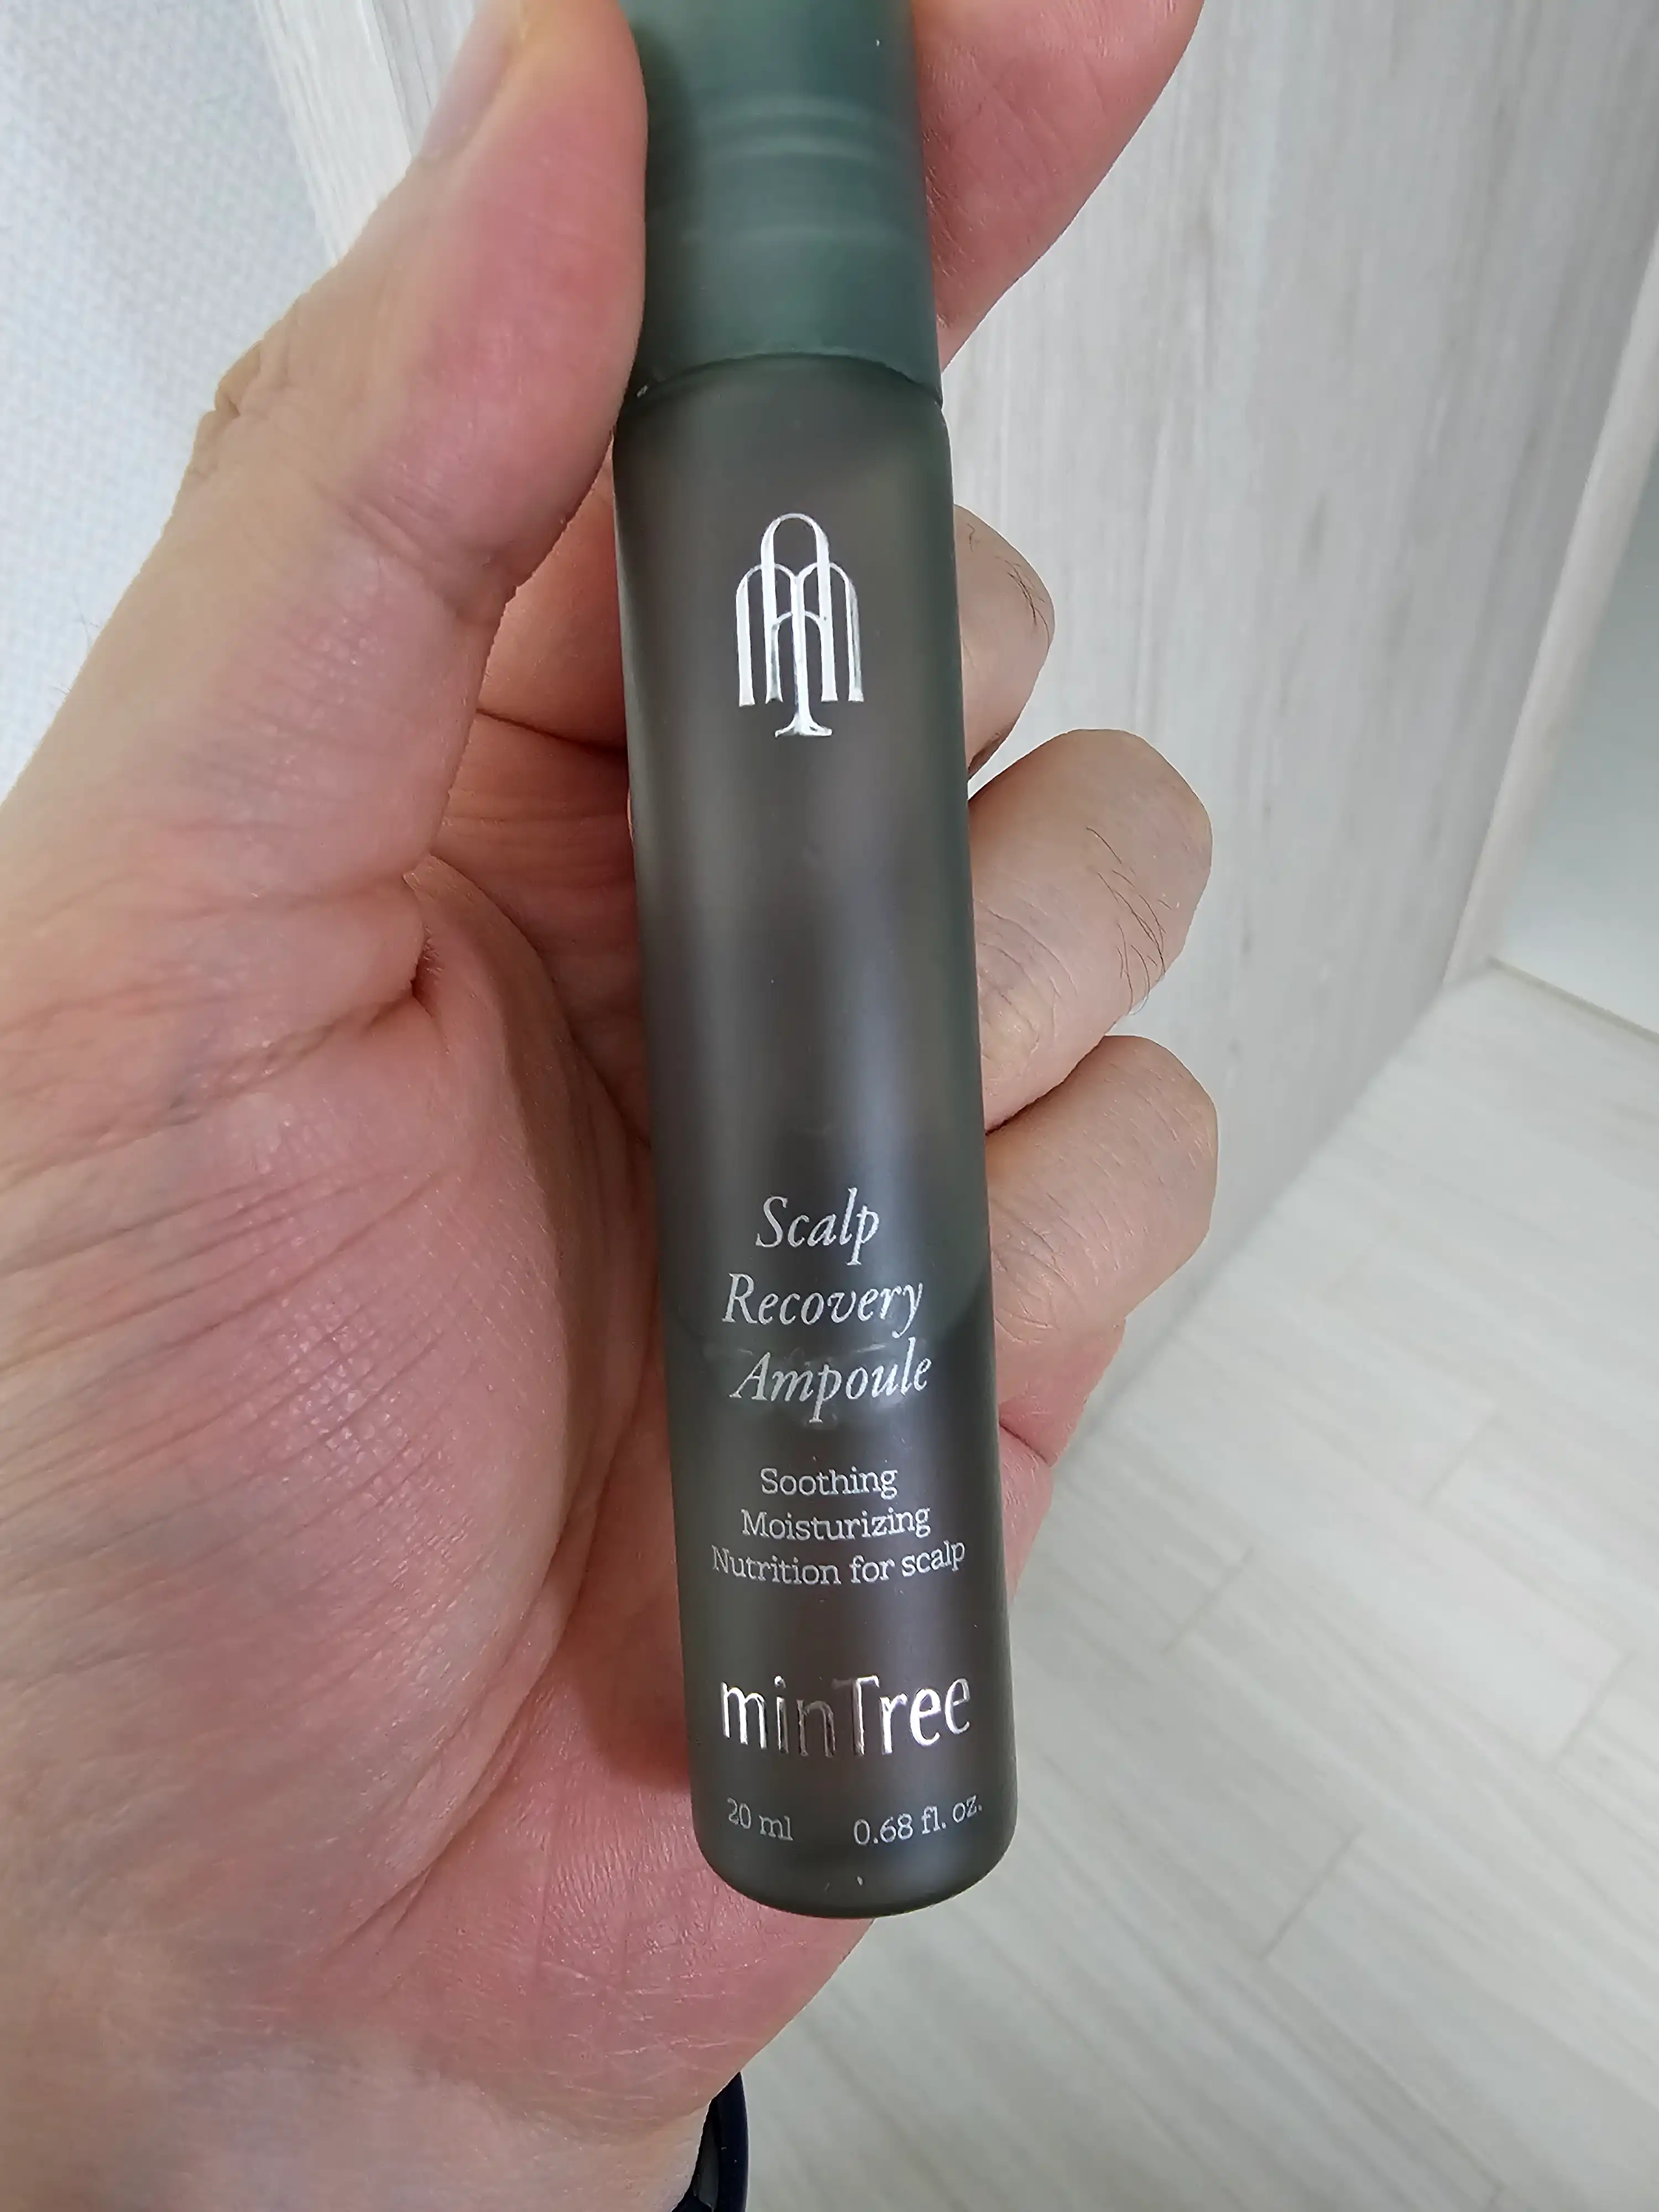 Scalp
Recovery
Ampoule
Soothing
Moisturizing
Nutrition for scalp
minTree
20 ml 0.68 fl. oz.